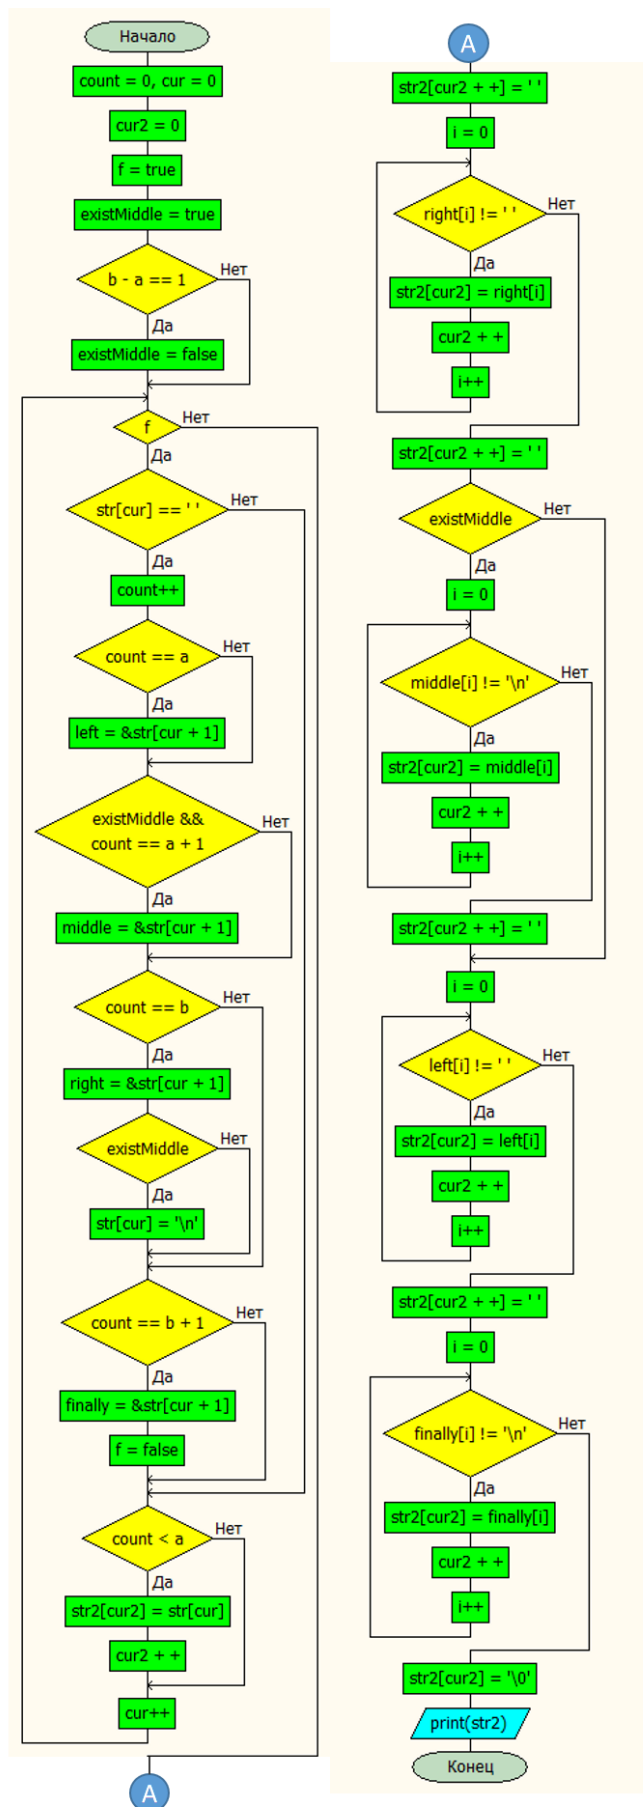 Начало
count = 0, cur = 0
cur2 = 0
f = true
existMiddle = true
b - a == 1
Нет
Да
existMiddle = false
f
Нет
Да
str[cur] == ' '
Нет
Да
count++
count == a
Нет
Да
left = &str[cur + 1]
existMiddle &&
count == a + 1
Нет
Да
middle = &str[cur + 1]
count == b
Нет
Да
right = &str[cur + 1]
existMiddle
Нет
Да
str[cur] = '\n'
count == b + 1
Нет
Да
finally = &str[cur + 1]
f = false
count < a
Нет
Да
str2[cur2] = str[cur]
cur2 + +
cur++
A
A
str2[cur2 + +] = ' '
i = 0
right[i] != ' '
Нет
Да
str2[cur2] = right[i]
cur2 + +
i++
str2[cur2 + +] = ' '
existMiddle
Нет
Да
i = 0
middle[i] != '\n'
Нет
Да
str2[cur2] = middle[i]
cur2 + +
i++
str2[cur2 + +] = ' '
i = 0
left[i] != ' '
Нет
Да
str2[cur2] = left[i]
cur2 + +
i++
str2[cur2 + +] = ' '
i = 0
finally[i] != '\n'
Нет
Да
str2[cur2] = finally[i]
cur2 + +
i++
str2[cur2] = '\0'
print(str2)
Конец